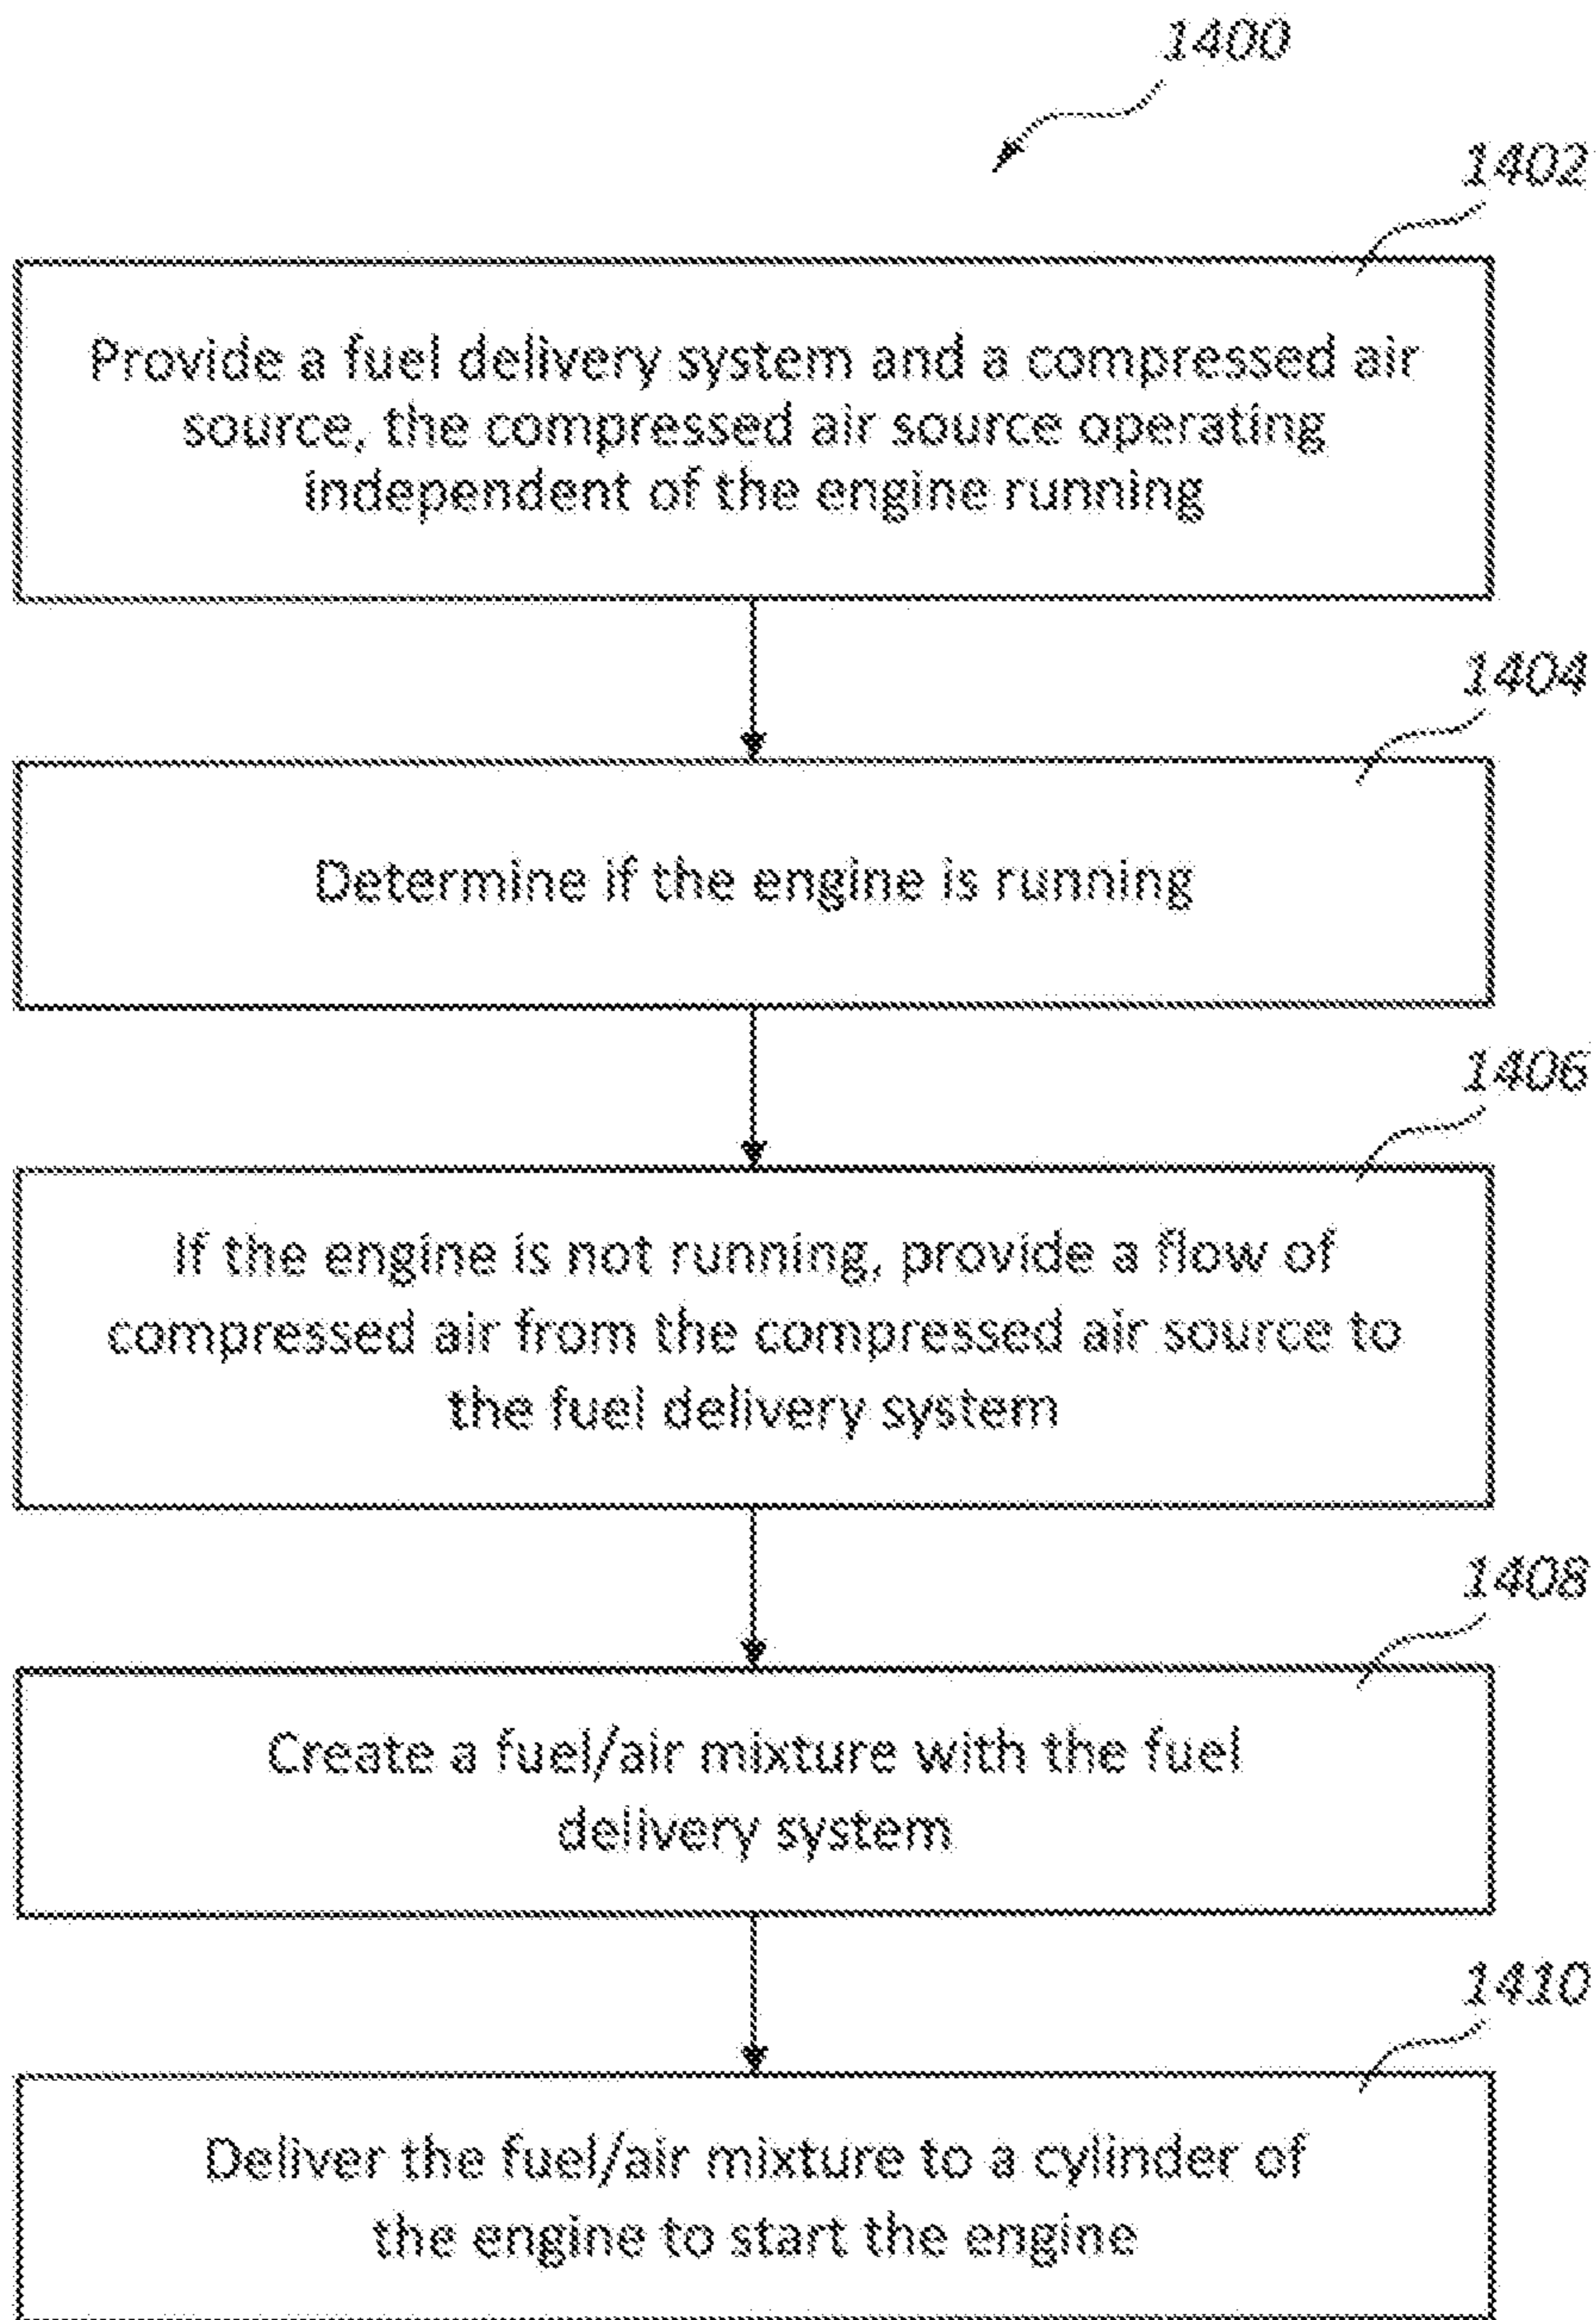 1400
1402
Provide a fuel delivery system and a compressed air
source, the compressed air source operating
independent of the engine running
1404
Determine if the engine is running
1406
If the engine is not running, provide a flow of
compressed air from the compressed air source to
the fuel delivery system
1408
Create a fuel/air mixture with the fuel
delivery system
1410
Deliver the fuel/air mixture to a cylinder of
the engine to start the engine